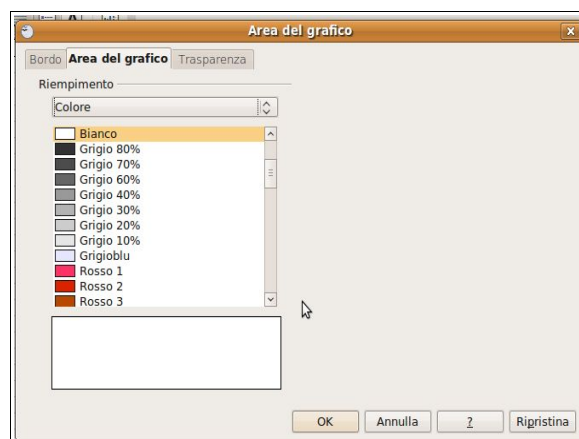 Area del grafico
Bordo Area del grafico Trasparenza
Riempimento
Colore
Bianco
Grigio 80%
Grigio 70%
Grigio 60%
Grigio 40%
Grigio 30%
Grigio 20%
Grigio 10%
Grigioblu
Rosso 1
Rosso 2
Rosso 3
OK Annulla ? Ripristina